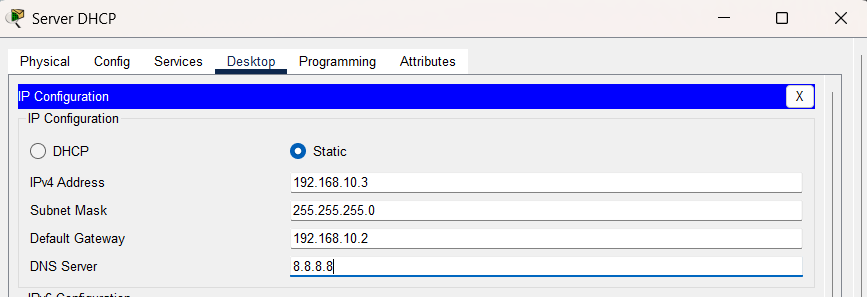 Server DHCP
Physical Config Services Desktop Programming Attributes
IP Configuration X
IP Configuration
DHCP Static
IPv4 Address 192.168.10.3
Subnet Mask 255.255.255.0
Default Gateway 192.168.10.2
DNS Server 8.8.8.8
IPv6 Configuration